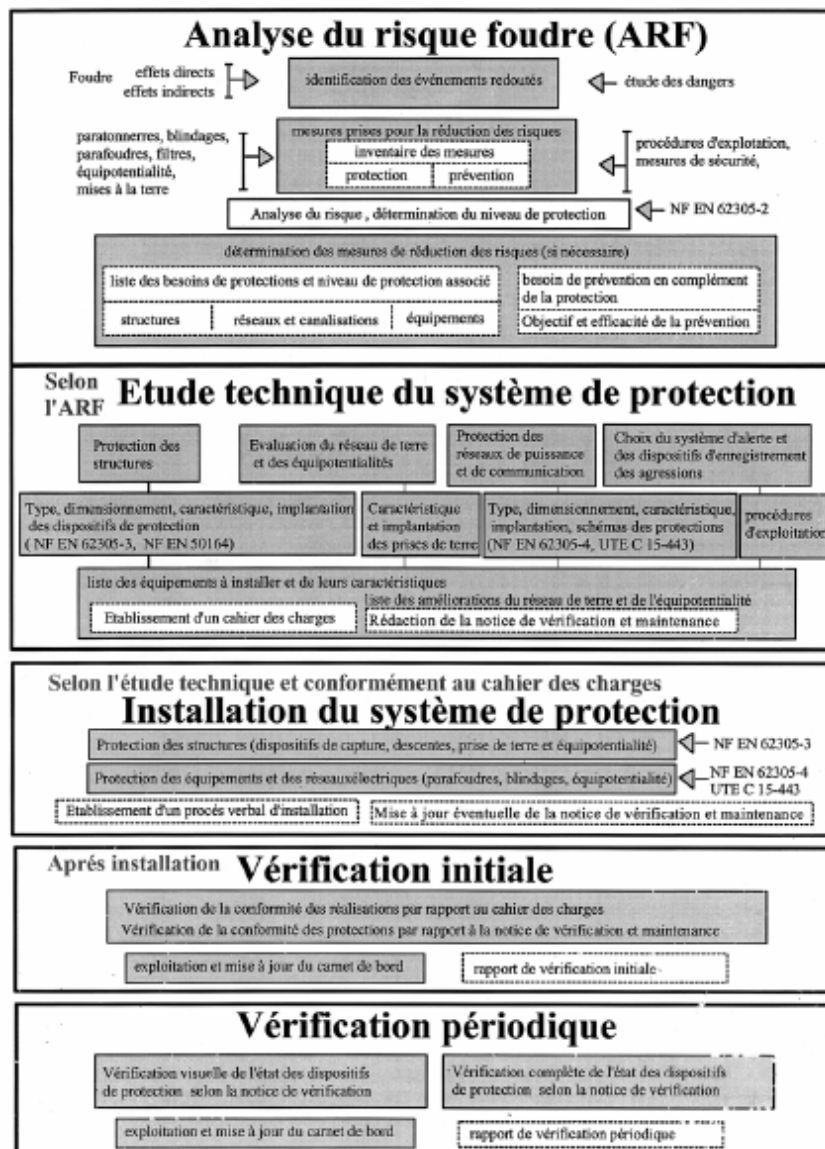 Analyse du risque foudre (ARF)
Foudre
effets directs
effets indirects
identification des événements redoutés
étude des dangers
paratonnerres, blindages,
parafoudres, filtres,
équipotentialité,
mises à la terre
mesures prises pour la réduction des risques
inventaire des mesures
protection
prévention
procédures d'explotation,
mesures de sécurité,
Analyse du risque , détermination du niveau de protection
NF EN 62305-2
détermination des mesures de réduction des risques (si nécessaire)
liste des besoins de protections et niveau de protection associé
structures
réseaux et canalisations
équipements
besoin de prévention en complément
de la protection
Objectif et efficacité de la prévention
Selon
l'ARF
Etude technique du système de protection
Protection des
structures
Evaluation du réseau de terre
et des équipotentialités
Protection des
réseaux de puissance
et de communication
Choix du système d'alerte et
des dispositifs d'enregistrement
des agressions
Type, dimensionnement, caractéristique, implantation
des dispositifs de protection
( NF EN 62305-3, NF EN 50164)
Caractéristique
et implantation
des prises de terre
Type, dimensionnement, caractéristique,
implantation, schémas des protections
(NF EN 62305-4, UTE C 15-443)
procédures
d'exploitation
liste des équipements à installer et de leurs caractéristiques
liste des améliorations du réseau de terre et de l'équipotentialité
Etablissement d'un cahier des charges
Rédaction de la notice de vérification et maintenance
Selon l'étude technique et conformément au cahier des charges
Installation du système de protection
Protection des structures (dispositifs de capture, descentes, prise de terre et équipotentialité)
NF EN 62305-3
Protection des équipements et des réseauxélectriques (parafoudres, blindages, équipotentialité)
NF EN 62305-4
UTE C 15-443
Etablissement d'un procés verbal d'installation
Mise à jour éventuelle de la notice de vérification et maintenance
Aprés installation
Vérification initiale
Vérification de la conformité des réalisations par rapport au cahier des charges
Vérification de la conformité des protections par rapport à la notice de vérification et maintenance
exploitation et mise à jour du carnet de bord
rapport de vérification initiale
Vérification périodique
Vérification visuelle de l'état des dispositifs
de protection selon la notice de vérification
Vérification complète de l'état des dispositifs
de protection selon la notice de vérification
exploitation et mise à jour du carnet de bord
rapport de vérification périodique